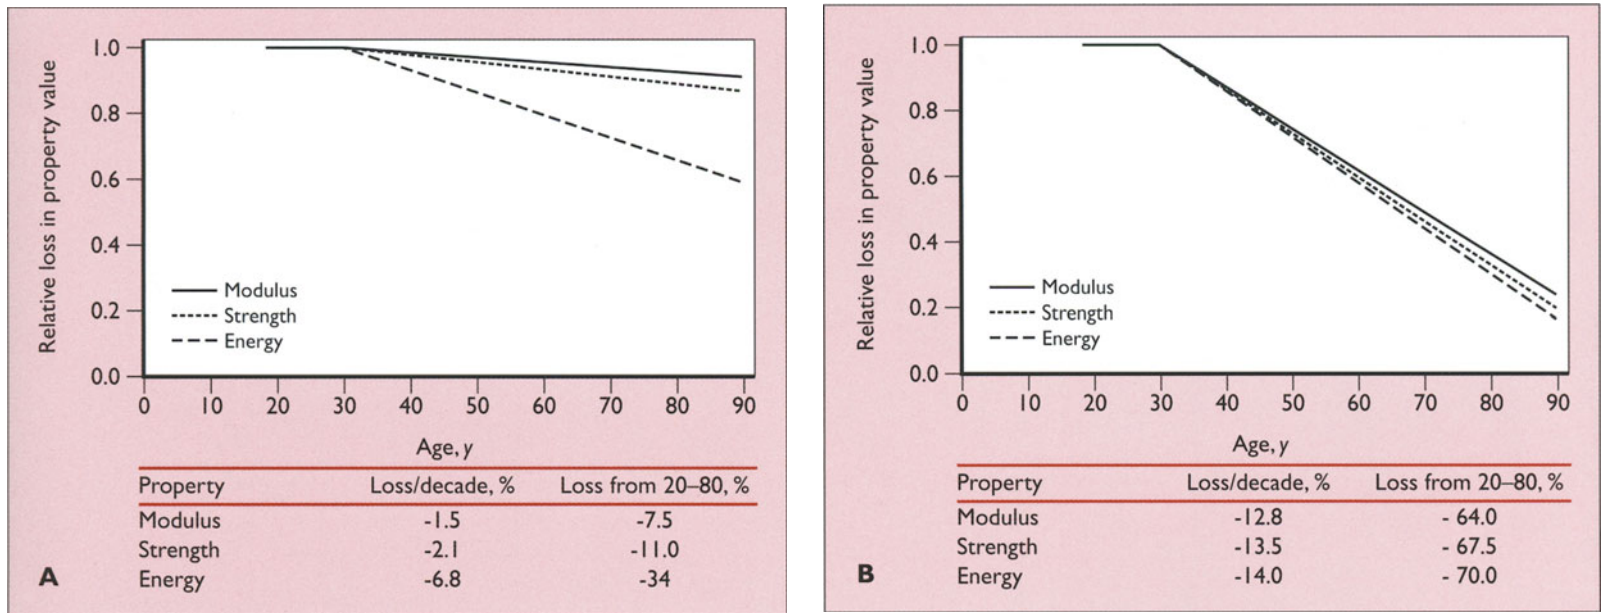 Relative loss in property value
1.0
0.8
0.6
0.4
0.2
0.0
Modulus
Strength
Energy
0 10 20 30 40 50 60 70 80 90
Age, y
Property Loss/decade, % Loss from 20–80, %
Modulus -1.5 -7.5
Strength -2.1 -11.0
Energy -6.8 -34
A
Relative loss in property value
1.0
0.8
0.6
0.4
0.2
0.0
Modulus
Strength
Energy
0 10 20 30 40 50 60 70 80 90
Age, y
Property Loss/decade, % Loss from 20–80, %
Modulus -12.8 - 64.0
Strength -13.5 - 67.5
Energy -14.0 - 70.0
B